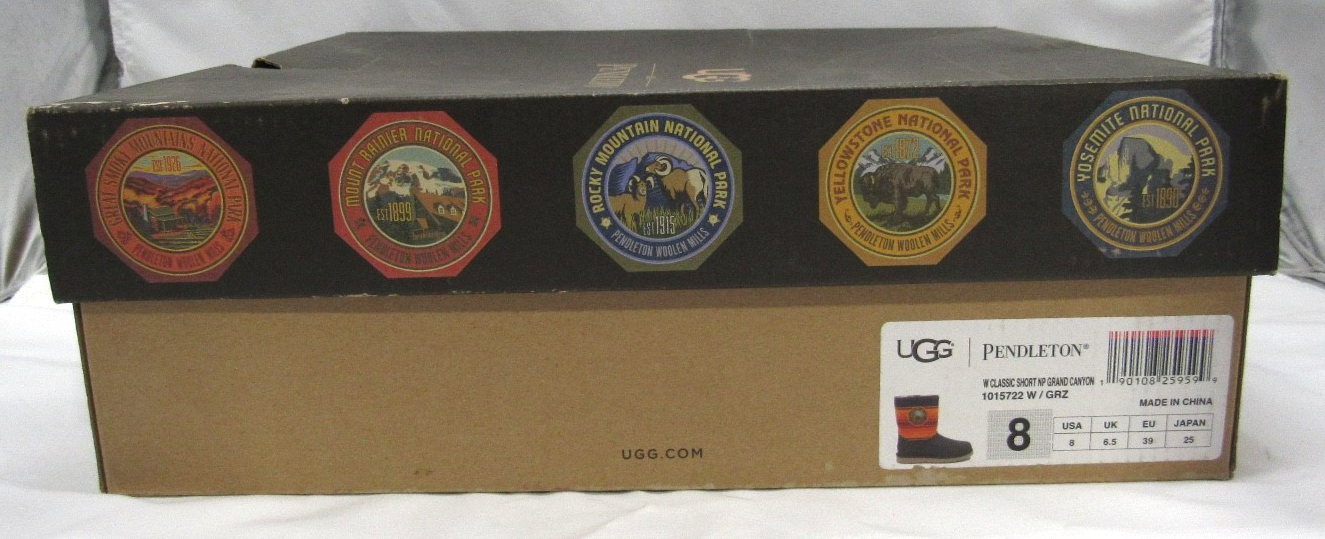 UGG
PENDLETON
GREAT SMOKY MOUNTAINS NATIONAL PARK
EST 1926
PENDLETON WOOLEN MILLS
MOUNT RAINIER NATIONAL PARK
EST 1899
PENDLETON WOOLEN MILLS
ROCKY MOUNTAIN NATIONAL PARK
EST 1915
PENDLETON WOOLEN MILLS
YELLOWSTONE NATIONAL PARK
EST 1872
PENDLETON WOOLEN MILLS
YOSEMITE NATIONAL PARK
EST 1890
PENDLETON WOOLEN MILLS
UGG® | PENDLETON®
W CLASSIC SHORT NP GRAND CANYON
1015722 W / GRZ
1 90108 25959 9
MADE IN CHINA
8
USA UK EU JAPAN
8 6.5 39 25
UGG.COM